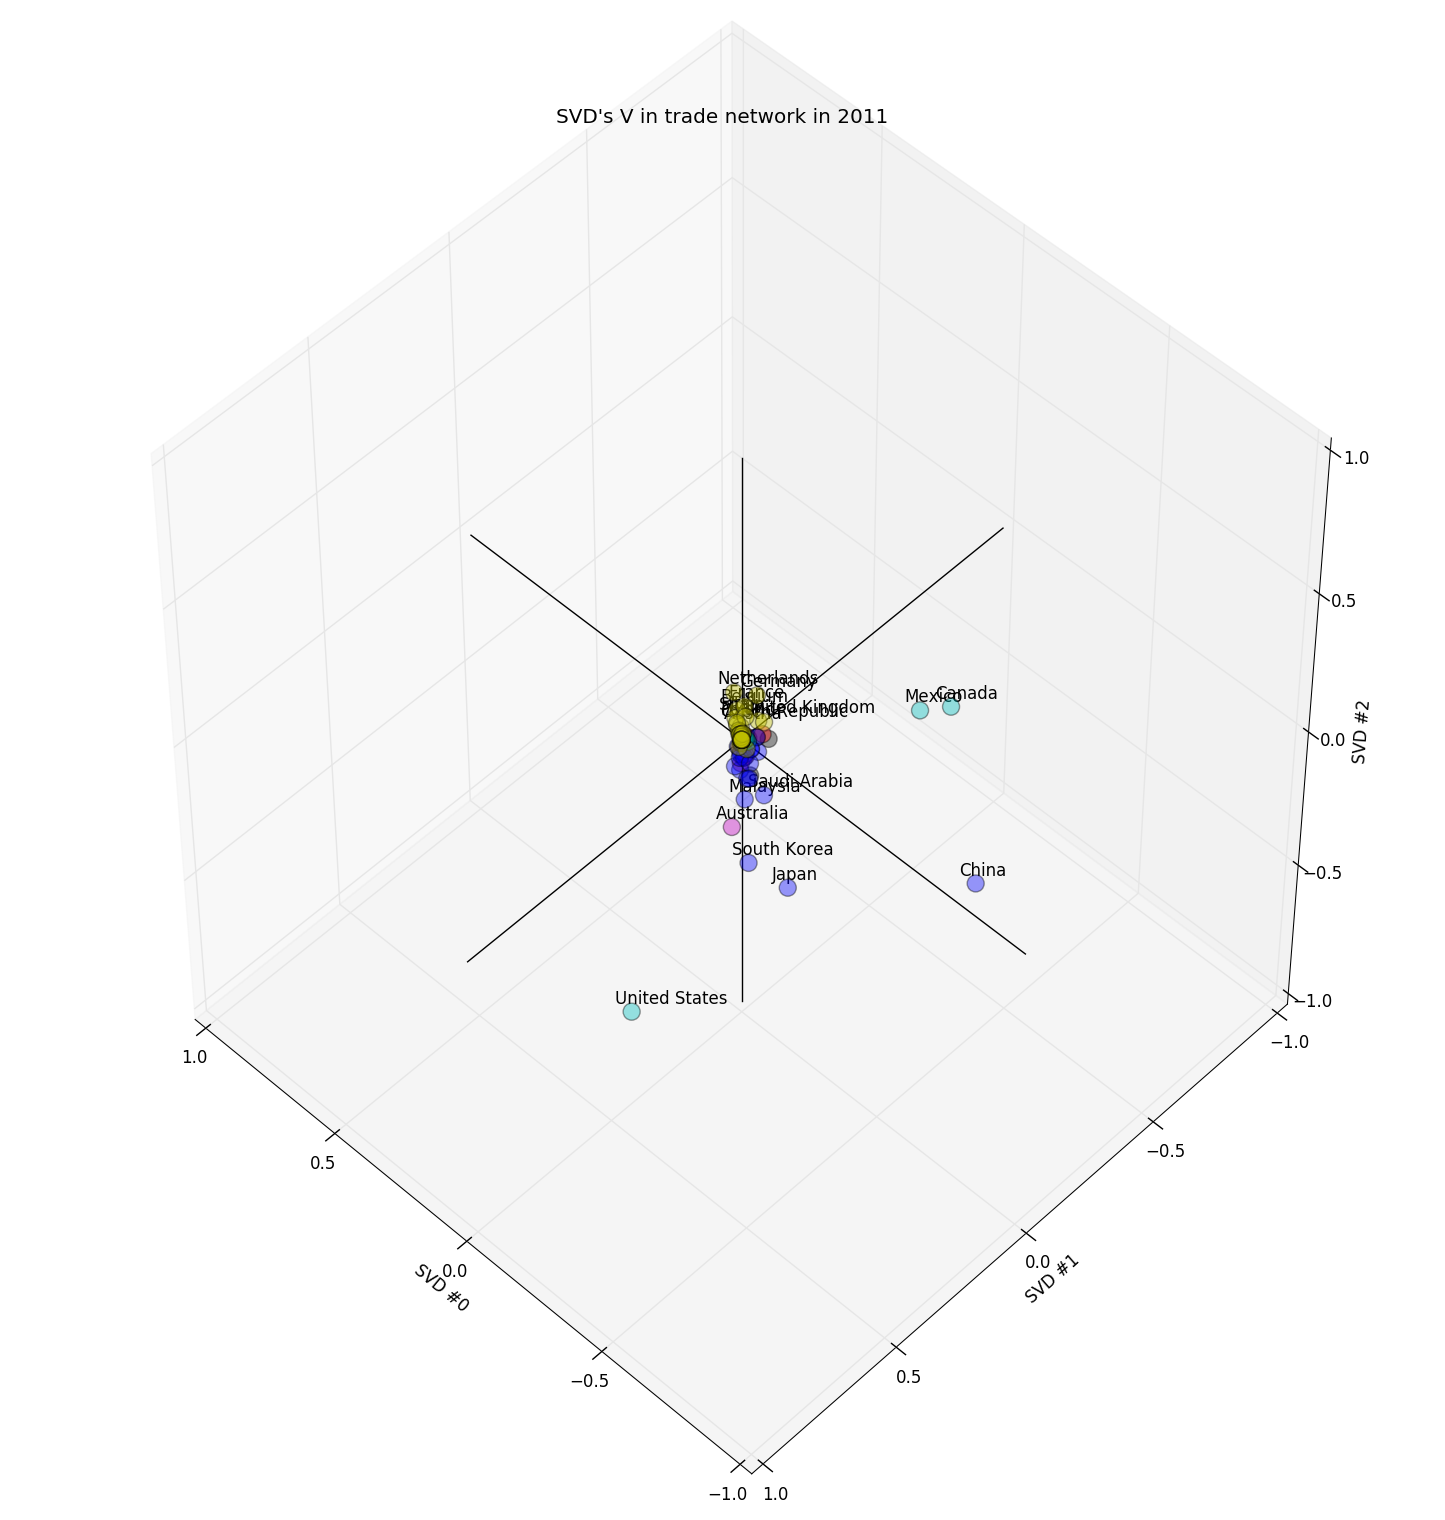 SVD's V in trade network in 2011
1.0
0.5
0.0
−0.5
−1.0
SVD #2
Netherlands
Germany
France
Belgium
United Kingdom
Republic
Mexico
Canada
Saudi Arabia
Malaysia
Australia
South Korea
Japan
China
United States
1.0
0.5
0.0
−0.5
−1.0
SVD #0
−1.0
−0.5
0.0
0.5
1.0
SVD #1